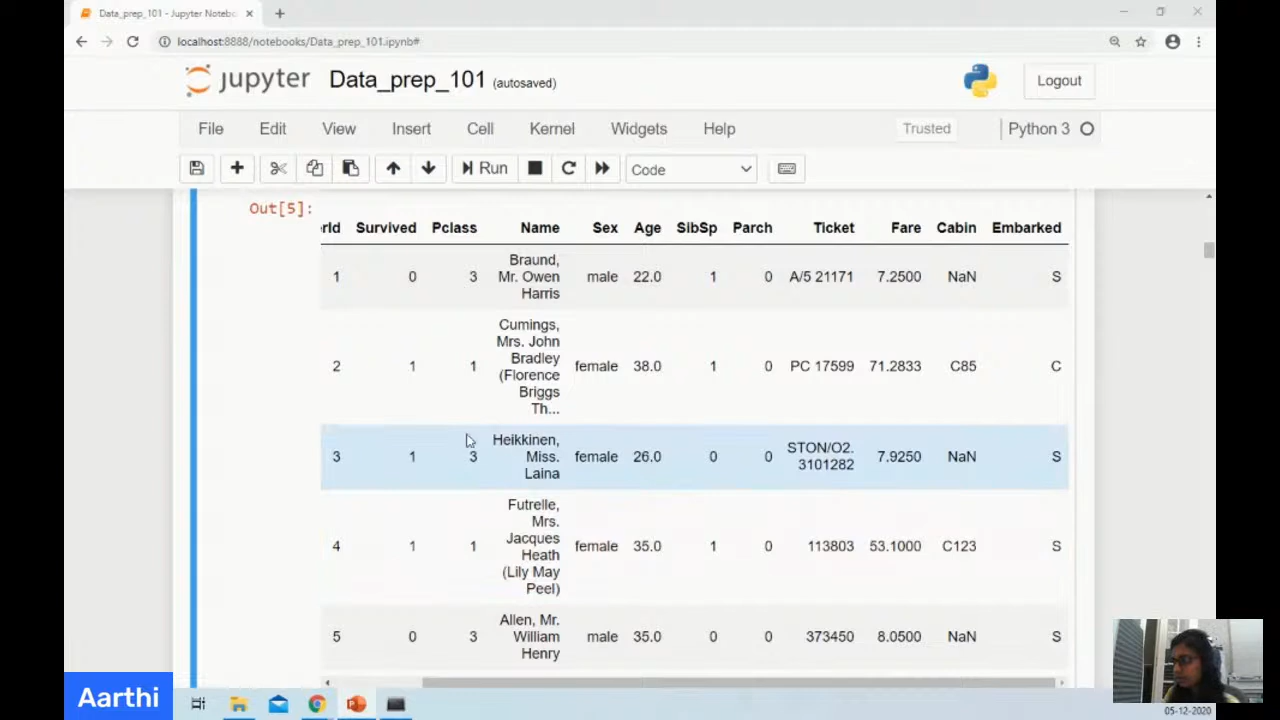 Data_prep_101 - Jupyter Notebo
localhost:8888/notebooks/Data_prep_101.ipynb#
jupyter Data_prep_101 (autosaved)
Logout
File Edit View Insert Cell Kernel Widgets Help
Trusted
Python 3
Run
Code
Out[5]:
rId Survived Pclass Name Sex Age SibSp Parch Ticket Fare Cabin Embarked
Braund,
1 0 3 Mr. Owen male 22.0 1 0 A/5 21171 7.2500 NaN S
Harris
Cumings,
Mrs. John
Bradley
2 1 1 (Florence female 38.0 1 0 PC 17599 71.2833 C85 C
Briggs
Th...
Heikkinen,
3 1 3 Miss. female 26.0 0 0 STON/O2. 3101282 7.9250 NaN S
Laina
Futrelle,
Mrs.
Jacques
4 1 1 Heath female 35.0 1 0 113803 53.1000 C123 S
(Lily May
Peel)
Allen, Mr.
5 0 3 William male 35.0 0 0 373450 8.0500 NaN S
Henry
Aarthi
05-12-2020